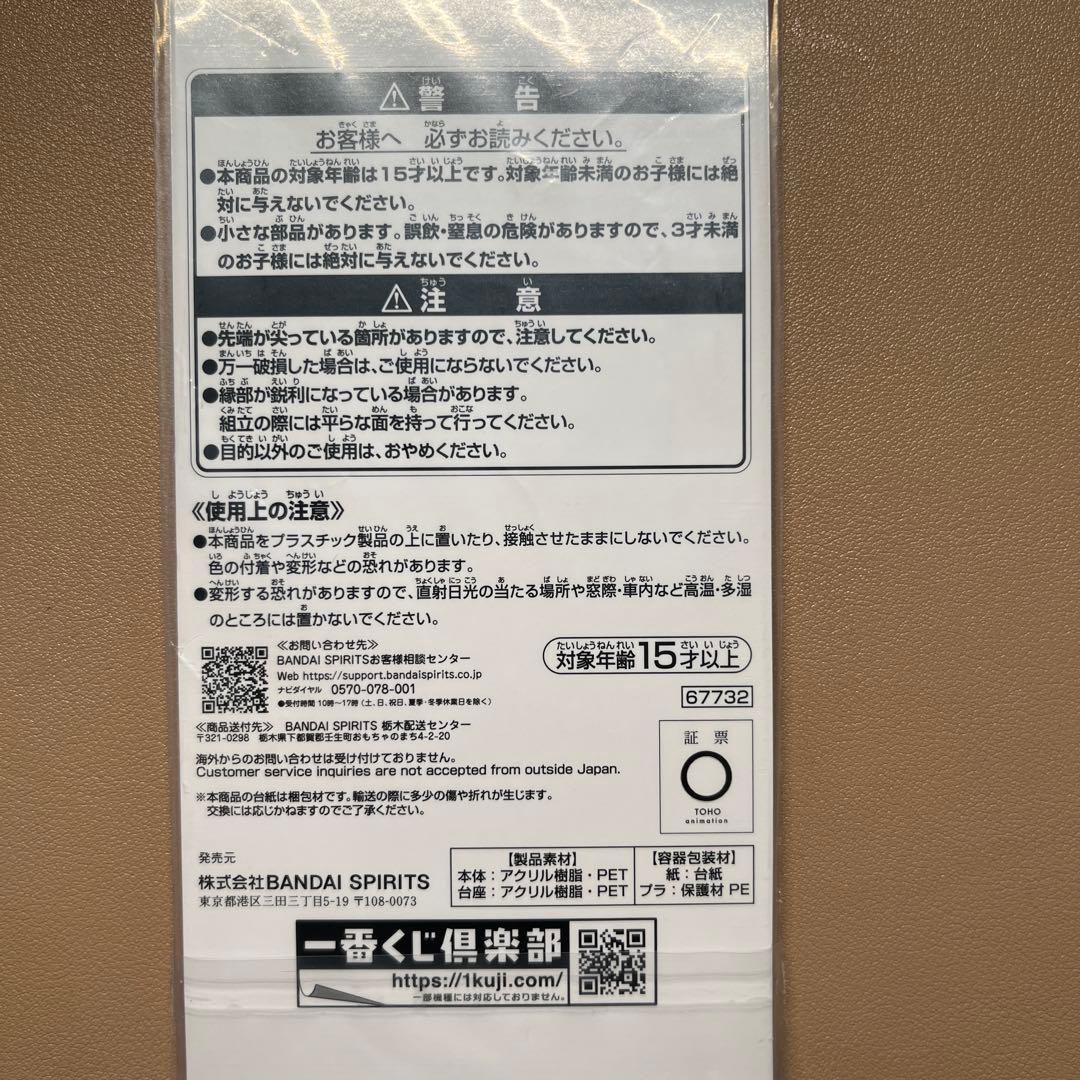 ⚠警告
お客様へ 必ずお読みください。
●本商品の対象年齢は15才以上です。対象年齢未満のお子様には絶
対に与えないでください。
●小さな部品があります。誤飲・窒息の危険がありますので、3才未満
のお子様には絶対に与えないでください。
⚠注意
●先端が尖っている箇所がありますので、注意してください。
●万一破損した場合は、ご使用にならないでください。
●縁部が鋭利になっている場合があります。
組立の際には平らな面を持って行ってください。
●目的以外のご使用は、おやめください。
《使用上の注意》
●本商品をプラスチック製品の上に置いたり、接触させたままにしないでください。
色の付着や変形などの恐れがあります。
●変形する恐れがありますので、直射日光の当たる場所や窓際・車内など高温・多湿
のところには置かないでください。
≪お問い合わせ先≫
BANDAI SPIRITSお客様相談センター
Web https://support.bandaispirits.co.jp
ナビダイヤル 0570-078-001
●受付時間 10時〜17時(土、日、祝日、夏季・冬季休業日を除く)
対象年齢15才以上
67732
≪商品送付先≫ BANDAI SPIRITS 栃木配送センター
〒321-0298 栃木県下都賀郡壬生町おもちゃのまち4-2-20
海外からのお問い合わせは受け付けておりません。
Customer service inquiries are not accepted from outside Japan.
※本商品の台紙は梱包材です。輸送の際に多少の傷や折れが生じます。
交換には応じかねますのでご了承ください。
証票
TOHO
animation
発売元
株式会社BANDAI SPIRITS
東京都港区三田三丁目5-19 〒108-0073
【製品素材】
本体：アクリル樹脂・PET
台座：アクリル樹脂・PET
【容器包装材】
紙：台紙
プラ：保護材 PE
一番くじ倶楽部
https://1kuji.com/
一部機種には対応しておりません。